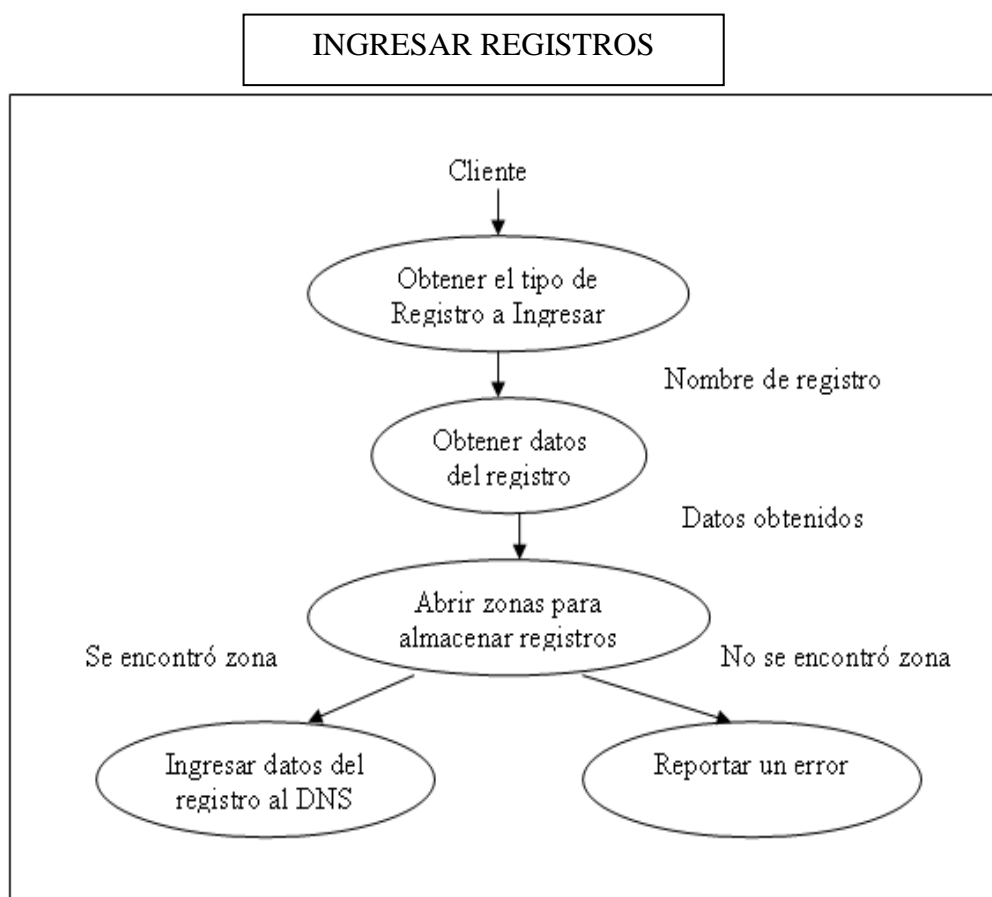 INGRESAR REGISTROS
Cliente
Obtener el tipo de
Registro a Ingresar
Nombre de registro
Obtener datos
del registro
Datos obtenidos
Abrir zonas para
almacenar registros
Se encontró zona
No se encontró zona
Ingresar datos del
registro al DNS
Reportar un error